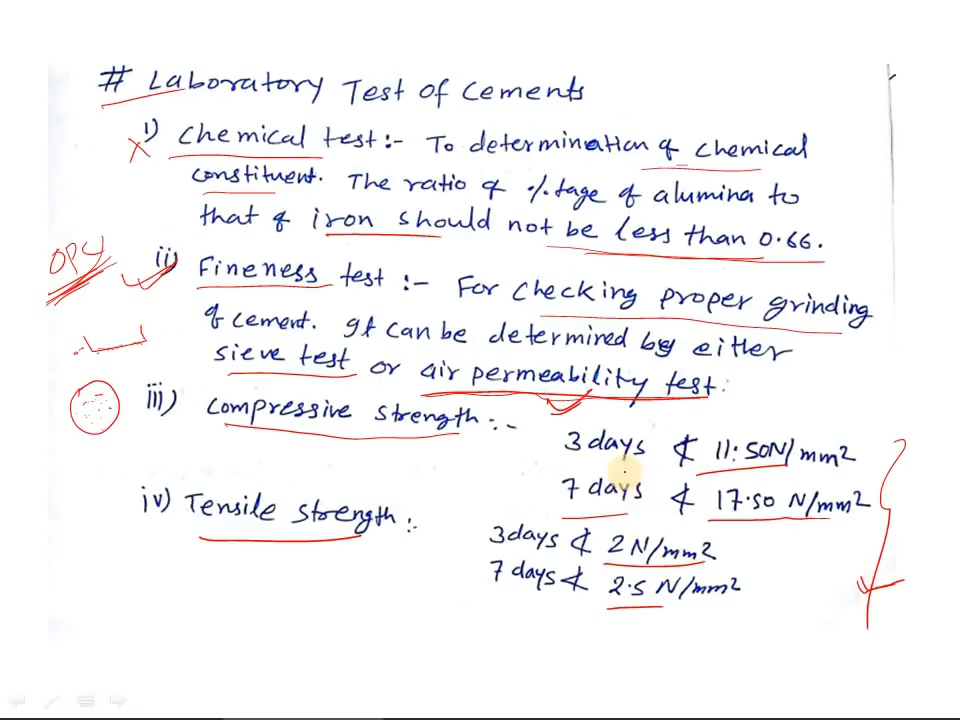 # Laboratory Test of Cements
i) Chemical test:- To determination of chemical
constituent. The ratio of %tage of alumina to
that of iron should not be less than 0.66.
OPC
ii) Fineness test :- For checking proper grinding
of cement. It can be determined by either
sieve test or air permeability test.
iii) Compressive strength :-
3 days ≮ 11.50N/mm2
7 days ≮ 17.50 N/mm2
iv) Tensile strength :-
3days ≮ 2 N/mm2
7 days ≮ 2.5 N/mm2